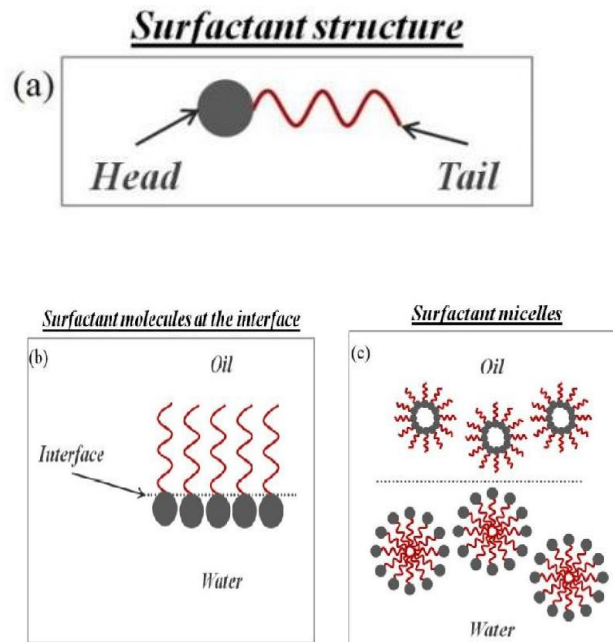 Surfactant structure
(a)
Head
Tail
Surfactant molecules at the interface
(b)
Oil
Interface
Water
Surfactant micelles
(c)
Oil
Water